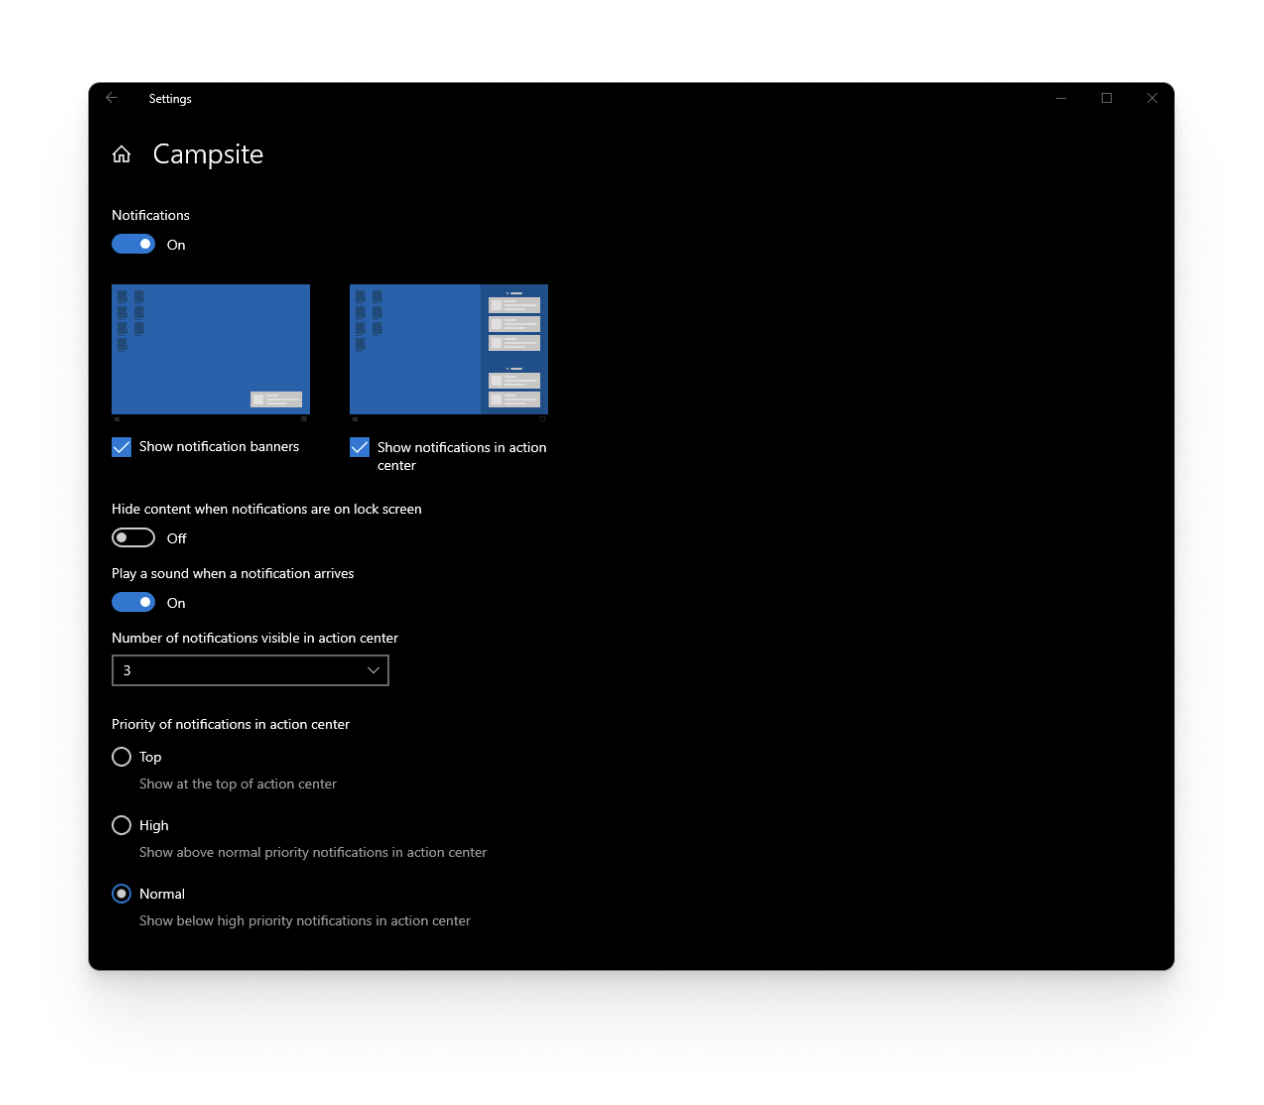 Settings
Campsite
Notifications
On
Show notification banners
Show notifications in action
center
Hide content when notifications are on lock screen
Off
Play a sound when a notification arrives
On
Number of notifications visible in action center
3
Priority of notifications in action center
Top
Show at the top of action center
High
Show above normal priority notifications in action center
Normal
Show below high priority notifications in action center